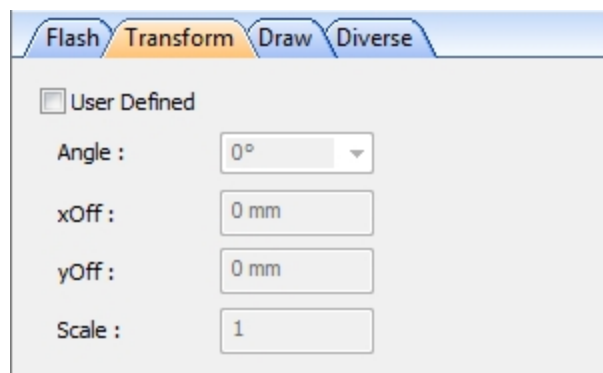 Flash Transform Draw Diverse
User Defined
Angle : 0°
xOff : 0 mm
yOff : 0 mm
Scale : 1